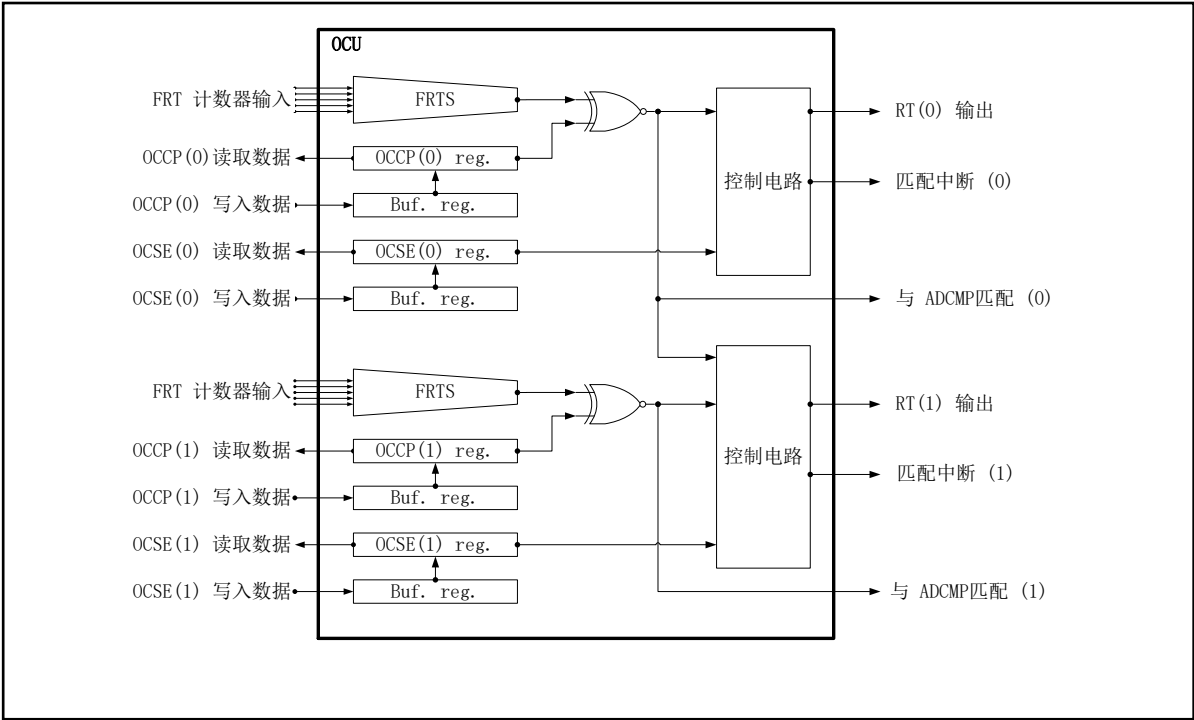 OCU
FRT 计数器输入
FRTS
RT(0) 输出
OCCP(0)读取数据
OCCP(0) reg.
控制电路
匹配中断 (0)
OCCP(0) 写入数据
Buf. reg.
OCSE(0) 读取数据
OCSE(0) reg.
OCSE(0) 写入数据
Buf. reg.
与 ADCMP匹配 (0)
FRT 计数器输入
FRTS
RT(1) 输出
OCCP(1) 读取数据
OCCP(1) reg.
控制电路
匹配中断 (1)
OCCP(1) 写入数据
Buf. reg.
OCSE(1) 读取数据
OCSE(1) reg.
OCSE(1) 写入数据
Buf. reg.
与 ADCMP匹配 (1)